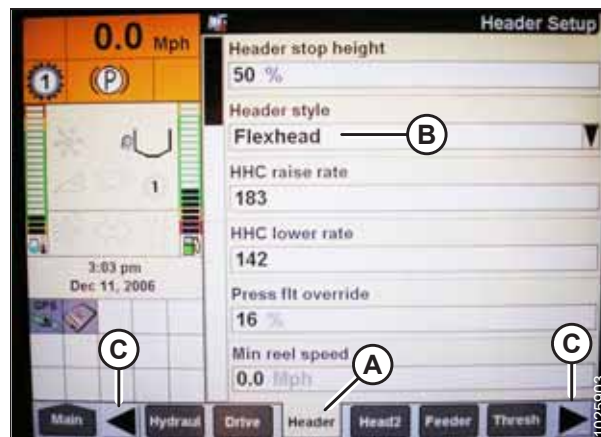 0.0 Mph
Header Setup
Header stop height
50 %
1
P
Header style
Flexhead
B
HHC raise rate
183
1
HHC lower rate
142
3:03 pm
Dec 11, 2006
Press flt override
16 %
GPS
C
A
C
Min reel speed
0.0 Mph
Main
Hydraul
Drive
Header
Head2
Feeder
Thresh
1025903